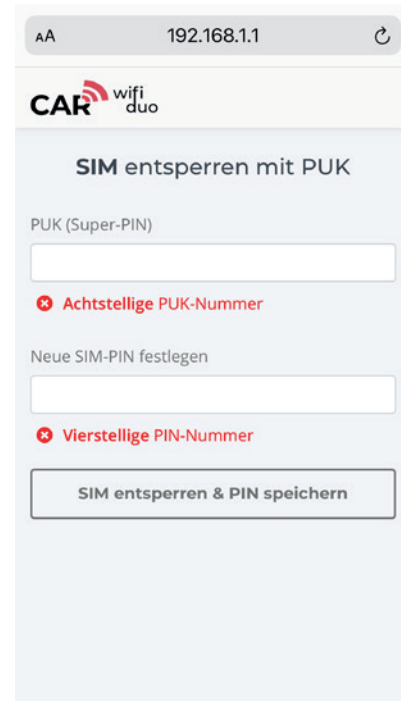 AA 192.168.1.1
CAR wifi
duo
SIM entsperren mit PUK
PUK (Super-PIN)
Achtstellige PUK-Nummer
Neue SIM-PIN festlegen
Vierstellige PIN-Nummer
SIM entsperren & PIN speichern